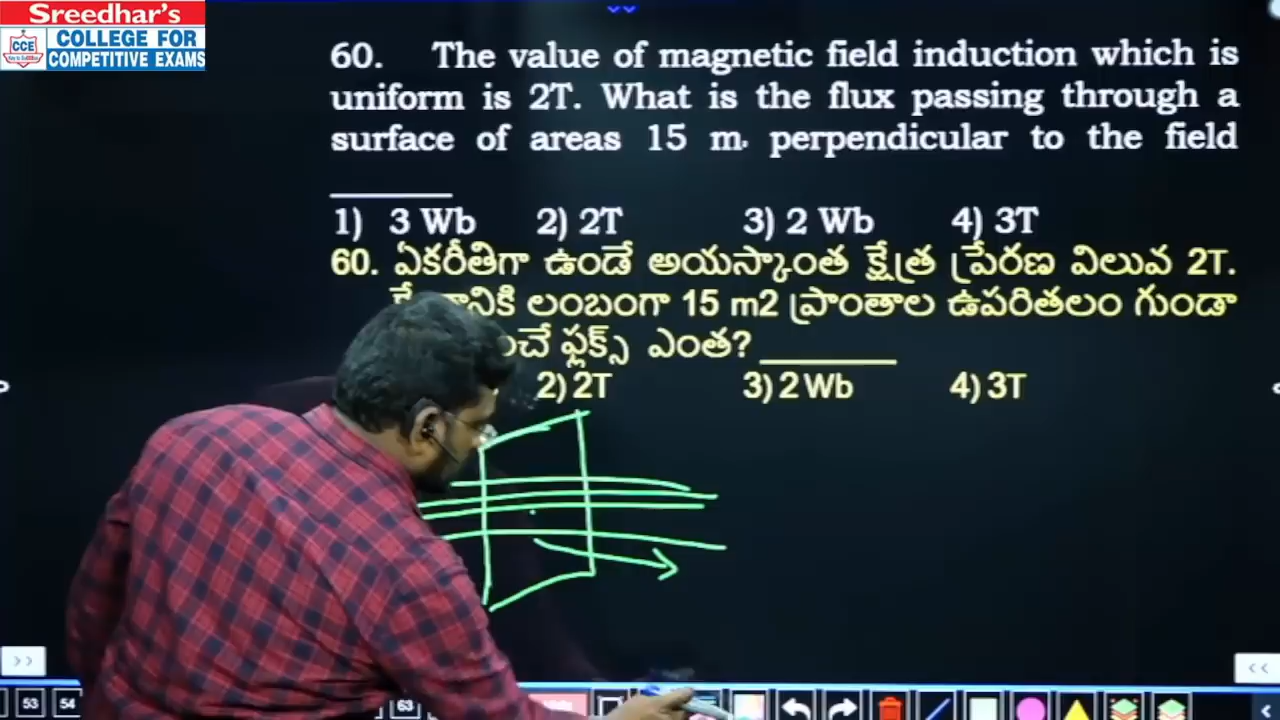 Sreedhar's
CCE
COLLEGE FOR
COMPETITIVE EXAMS
60. The value of magnetic field induction which is
uniform is 2T. What is the flux passing through a
surface of areas 15 m. perpendicular to the field
1) 3 Wb 2) 2T 3) 2 Wb 4) 3T
60. ఏకరీతిగా ఉండే అయస్కాంత క్షేత్ర ప్రేరణ విలువ 2T.
లంబంగా 15 m2 ప్రాంతాల ఉపరితలం గుండా
ఫ్లక్స్ ఎంత?
2) 2T 3) 2 Wb 4) 3T
>> <<
53 54 63